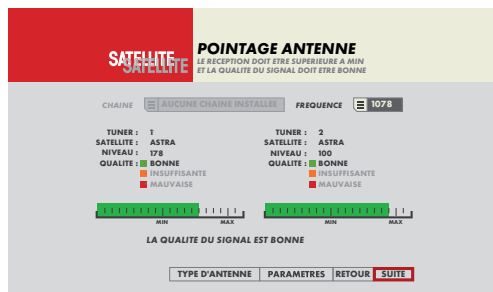 SATELLITE
SATELLITE
POINTAGE ANTENNE
LE RECEPTION DOIT ETRE SUPERIEURE A MIN
ET LA QUALITE DU SIGNAL DOIT ETRE BONNE
CHAINE AUCUNE CHAINE INSTALLEE FREQUENCE 1078
TUNER : 1
SATELLITE : ASTRA
NIVEAU : 178
QUALITE : BONNE
INSUFFISANTE
MAUVAISE
TUNER : 2
SATELLITE : ASTRA
NIVEAU : 100
QUALITE : BONNE
INSUFFISANTE
MAUVAISE
MIN MAX
MIN MAX
LA QUALITE DU SIGNAL EST BONNE
TYPE D'ANTENNE PARAMETRES RETOUR SUITE